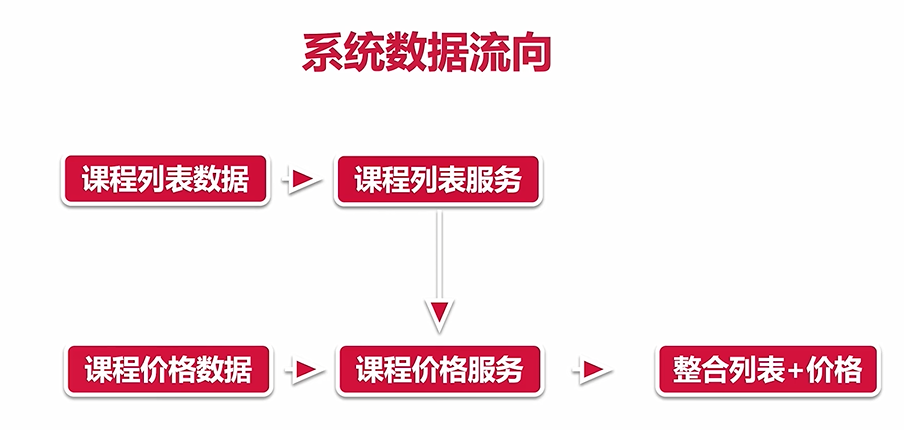 系统数据流向
课程列表数据
课程列表服务
课程价格数据
课程价格服务
整合列表+价格